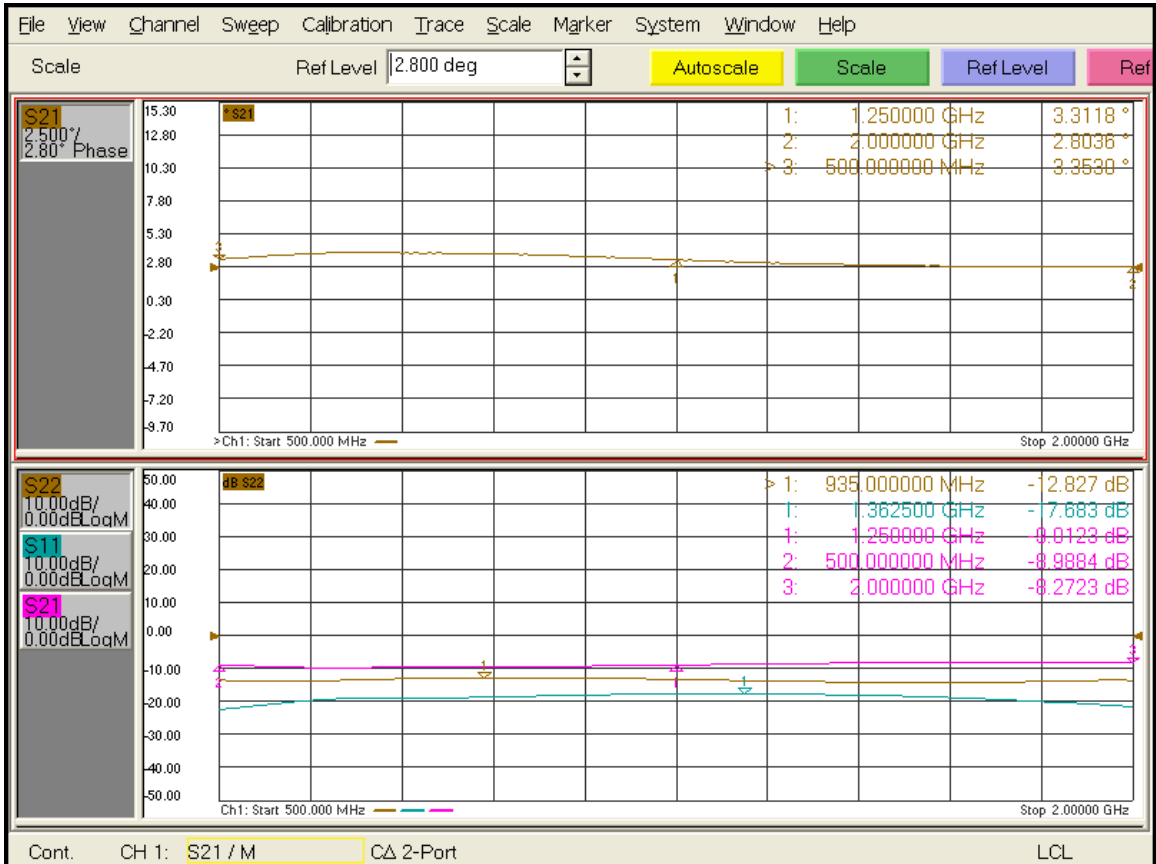 File View Channel Sweep Calibration Trace Scale Marker System Window Help
Scale Ref Level 2.800 deg Autoscale Scale Ref Level Ref
S21
2.500°/
2.80° Phase
15.30
12.80
10.30
7.80
5.30
2.80
0.30
-2.20
-4.70
-7.20
-9.70
° S21
1: 1.250000 GHz 3.3118 °
2: 2.000000 GHz 2.8036 °
> 3: 500.000000 MHz 3.3530 °
3
1
2
>Ch1: Start 500.000 MHz Stop 2.00000 GHz
S22
10.00dB/
0.00dBLogM
S11
10.00dB/
0.00dBLogM
S21
10.00dB/
0.00dBLogM
50.00
40.00
30.00
20.00
10.00
0.00
-10.00
-20.00
-30.00
-40.00
-50.00
dB S22
> 1: 935.000000 MHz -12.827 dB
1: 1.362500 GHz -17.683 dB
1: 1.250000 GHz -9.0123 dB
2: 500.000000 MHz -8.9884 dB
3: 2.000000 GHz -8.2723 dB
3
1
2
1
1
Ch1: Start 500.000 MHz Stop 2.00000 GHz
Cont. CH 1: S21 / M CΔ 2-Port LCL